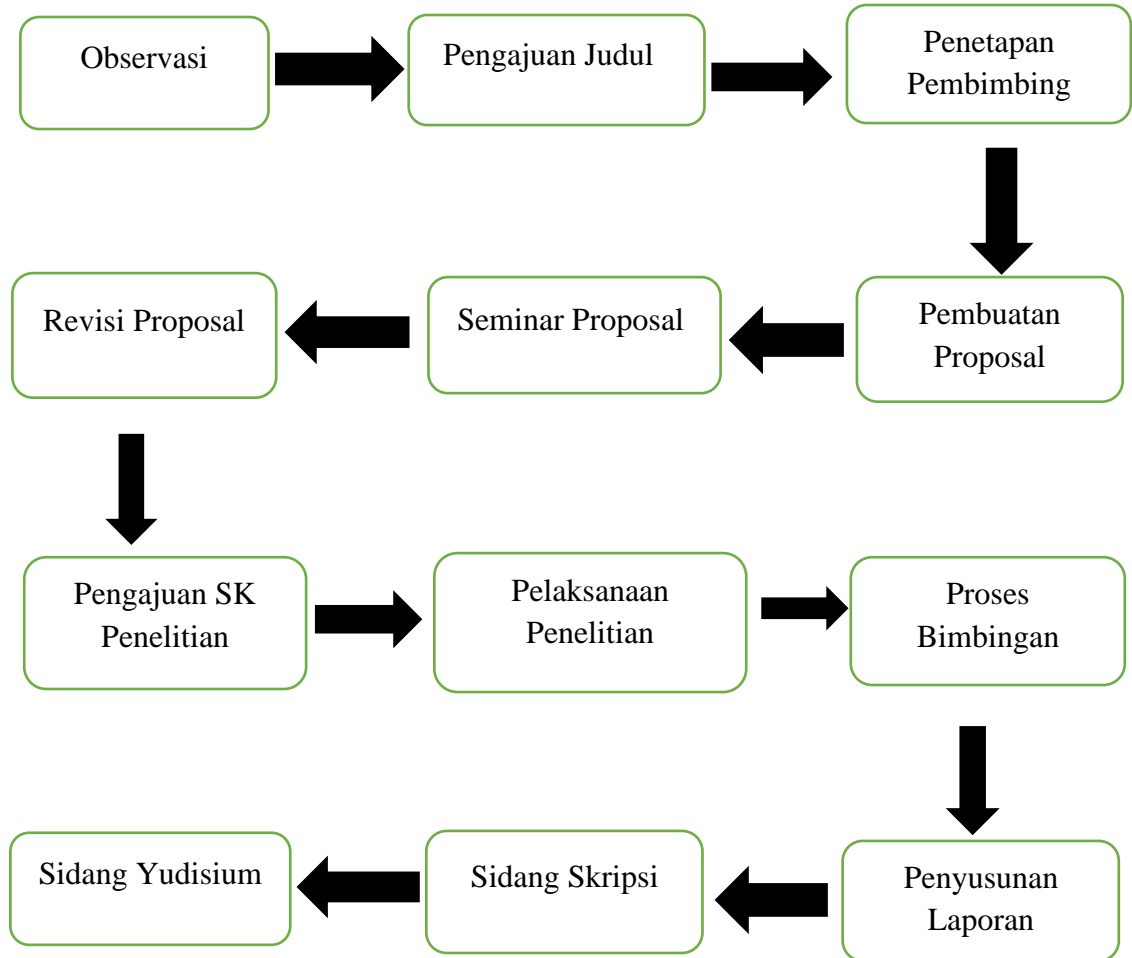 Observasi
Pengajuan Judul
Penetapan
Pembimbing
Pembuatan
Proposal
Seminar Proposal
Revisi Proposal
Pengajuan SK
Penelitian
Pelaksanaan
Penelitian
Proses
Bimbingan
Penyusunan
Laporan
Sidang Skripsi
Sidang Yudisium